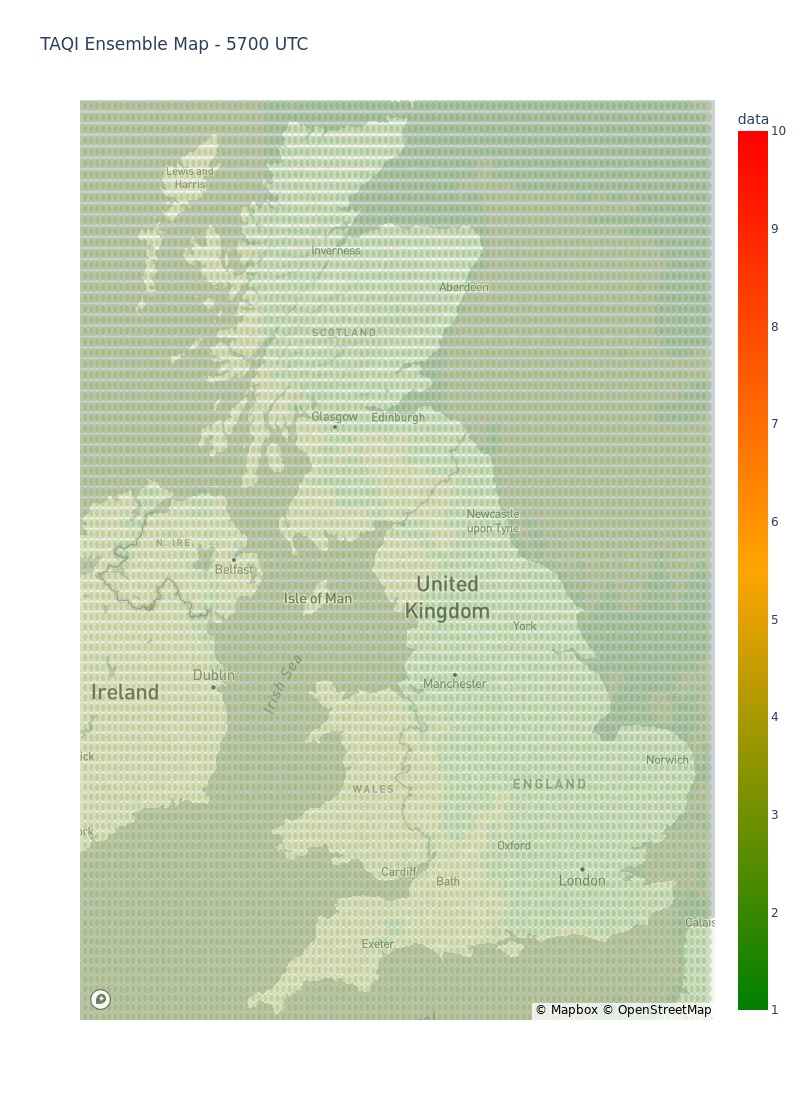 TAQI Ensemble Map - 5700 UTC
data
10
9
8
7
6
5
4
3
2
1
Lewis and
Harris
Inverness
Aberdeen
SCOTLAND
Glasgow
Edinburgh
Newcastle
upon Tyne
N. IRE.
Belfast
United
Kingdom
Isle of Man
York
Irish Sea
Dublin
Manchester
Ireland
ick
Norwich
WALES
ENGLAND
rk
Oxford
Cardiff
Bath
London
Calais
Exeter
© Mapbox © OpenStreetMap